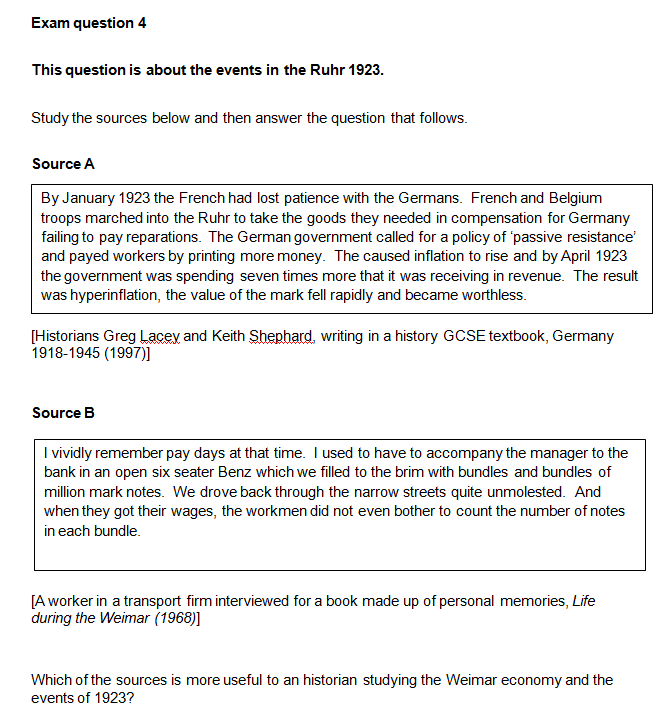 Exam question 4
This question is about the events in the Ruhr 1923.
Study the sources below and then answer the question that follows.
Source A
By January 1923 the French had lost patience with the Germans. French and Belgium
troops marched into the Ruhr to take the goods they needed in compensation for Germany
failing to pay reparations. The German government called for a policy of ‘passive resistance’
and payed workers by printing more money. The caused inflation to rise and by April 1923
the government was spending seven times more that it was receiving in revenue. The result
was hyperinflation, the value of the mark fell rapidly and became worthless.
[Historians Greg Lacey and Keith Shephard, writing in a history GCSE textbook, Germany
1918-1945 (1997)]
Source B
I vividly remember pay days at that time. I used to have to accompany the manager to the
bank in an open six seater Benz which we filled to the brim with bundles and bundles of
million mark notes. We drove back through the narrow streets quite unmolested. And
when they got their wages, the workmen did not even bother to count the number of notes
in each bundle.
[A worker in a transport firm interviewed for a book made up of personal memories, Life
during the Weimar (1968)]
Which of the sources is more useful to an historian studying the Weimar economy and the
events of 1923?